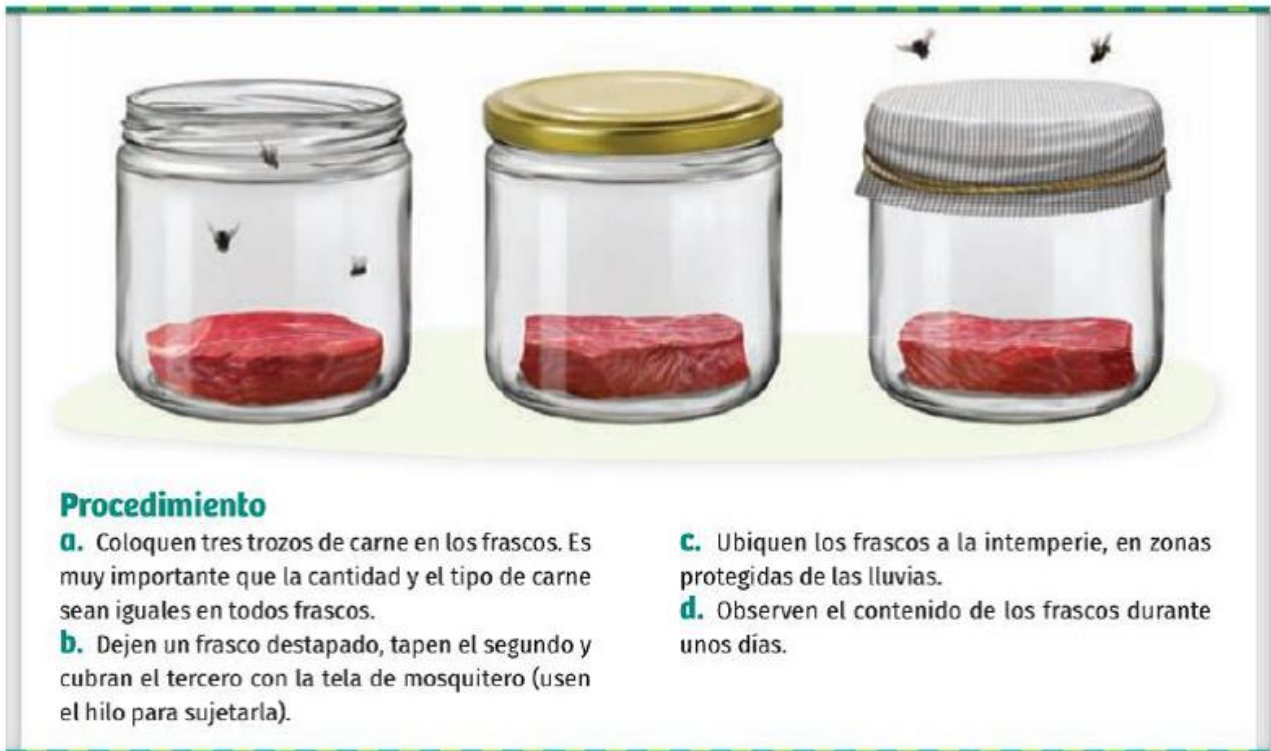 Procedimiento
a. Coloquen tres trozos de carne en los frascos. Es
muy importante que la cantidad y el tipo de carne
sean iguales en todos frascos.
b. Dejen un frasco destapado, tapen el segundo y
cubran el tercero con la tela de mosquitero (usen
el hilo para sujetarla).
c. Ubiquen los frascos a la intemperie, en zonas
protegidas de las lluvias.
d. Observen el contenido de los frascos durante
unos días.